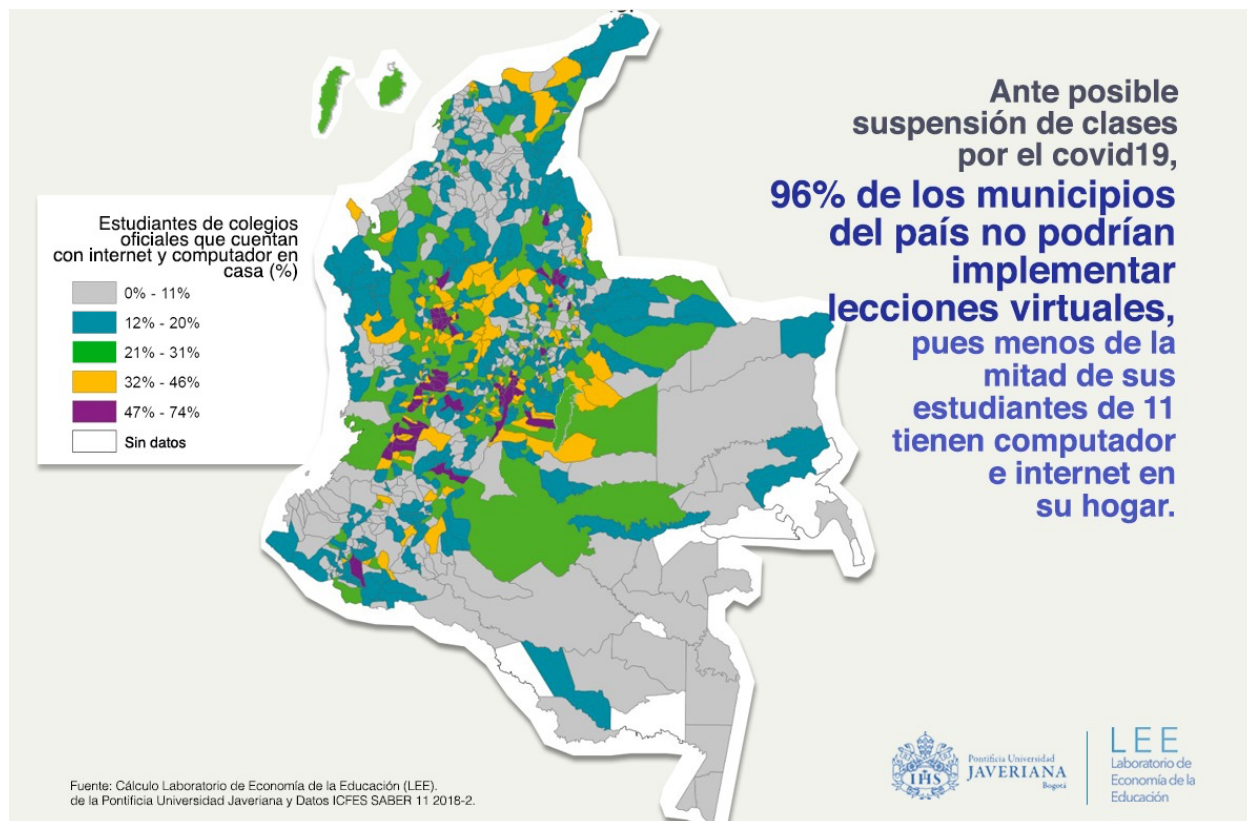 Ante posible
suspensión de clases
por el covid19,
96% de los municipios
del país no podrían
implementar
lecciones virtuales,
pues menos de la
mitad de sus
estudiantes de 11
tienen computador
e internet en
su hogar.
Estudiantes de colegios
oficiales que cuentan
con internet y computador en
casa (%)
0% - 11%
12% - 20%
21% - 31%
32% - 46%
47% - 74%
Sin datos
Fuente: Cálculo Laboratorio de Economía de la Educación (LEE).
de la Pontificia Universidad Javeriana y Datos ICFES SABER 11 2018-2.
IHS
Pontificia Universidad
JAVERIANA
Bogotá
LEE
Laboratorio de
Economía de la
Educación